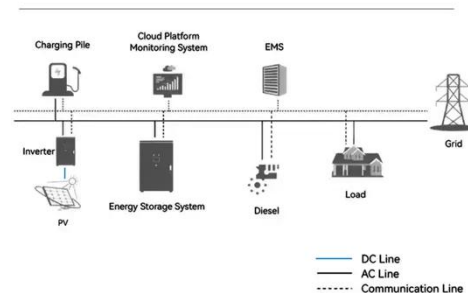 Charging Pile
Cloud Platform
Monitoring System
EMS
Grid
Inverter
PV
Energy Storage System
Diesel
Load
DC Line
AC Line
Communication Line